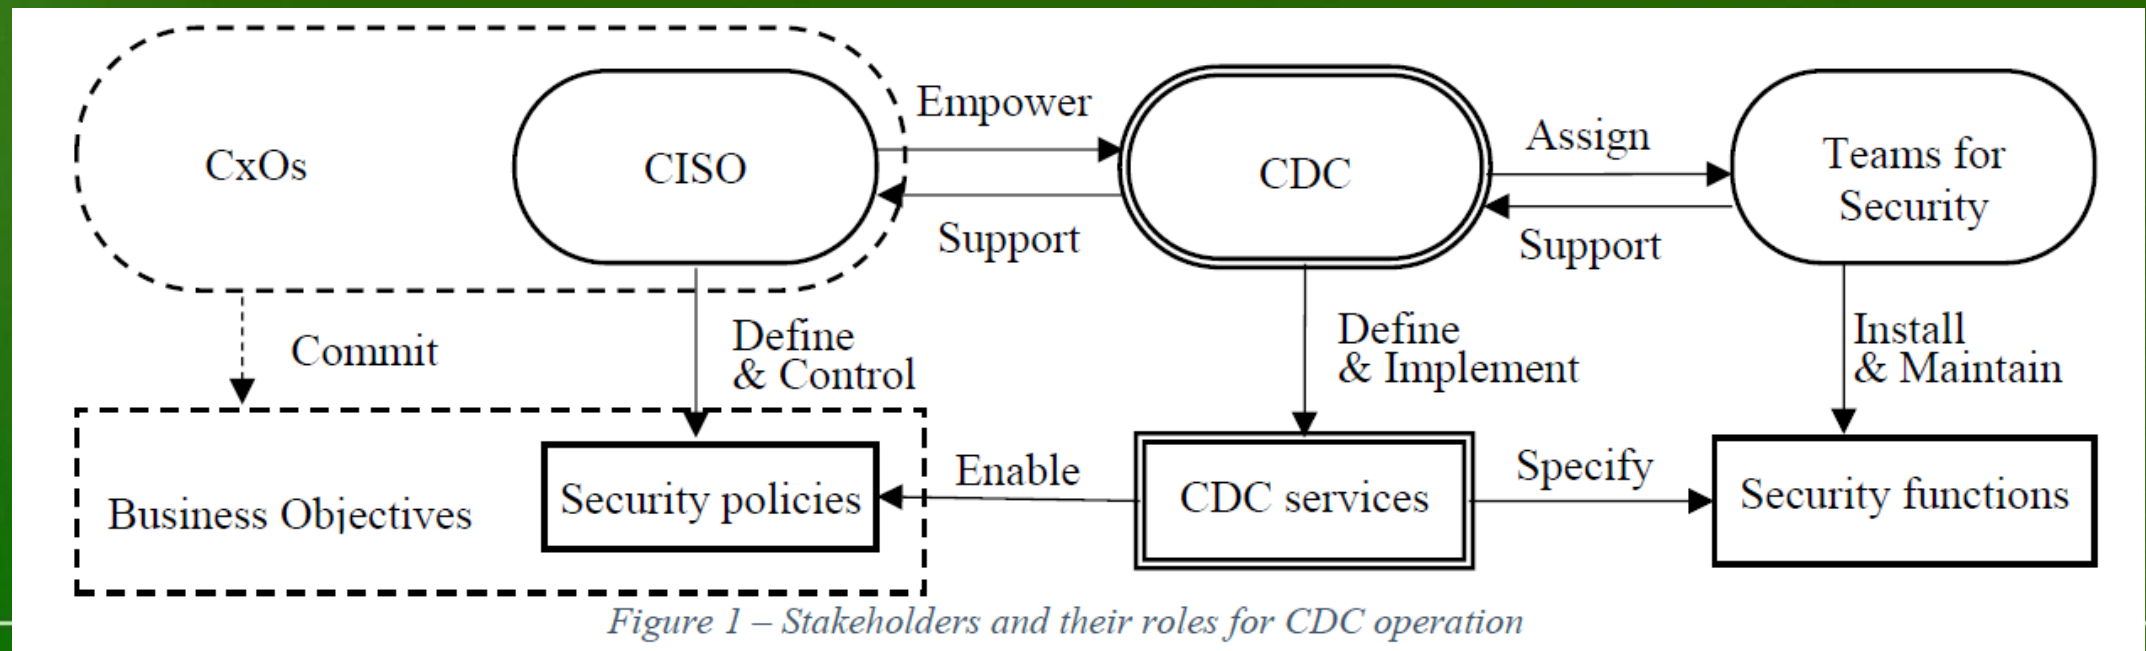 CxOs
CISO
Empower
Support
CDC
Assign
Support
Teams for
Security
Commit
Define
& Control
Define
& Implement
Install
& Maintain
Business Objectives
Security policies
Enable
CDC services
Specify
Security functions
Figure 1 – Stakeholders and their roles for CDC operation